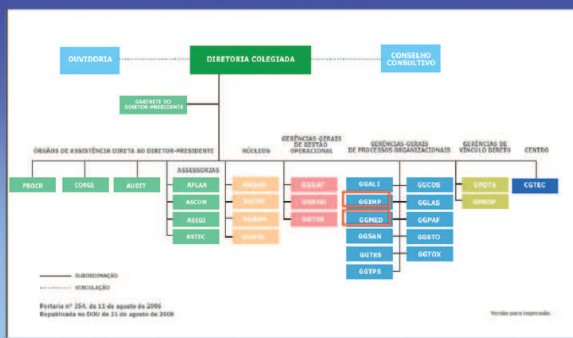 OUVIDORIA
DIRETORIA COLEGIADA
CONSELHO
CONSULTIVO
GABINETE DO
DIRETOR-PRESIDENTE
ÓRGÃOS DE ASSISTÊNCIA DIRETA AO DIRETOR-PRESIDENTE
NÚCLEOS
GERÊNCIAS-GERAIS
DE GESTÃO
OPERACIONAL
GERÊNCIAS-GERAIS
DE PROCESSOS ORGANIZACIONAIS
GERÊNCIAS DE
VÍNCULO DIRETO
CENTRO
ASSESSORIAS
PROCR
CORGE
AUDIT
APLAN
ASCOM
ASSGI
ASTEC
GGALI
GGIMP
GGMED
GGSAN
GGTES
GGTPS
GGCOS
GGLAS
GGPAF
GGSTO
GGTOX
CGTEC
SUBORDINAÇÃO
VINCULAÇÃO
Portaria nº 354, de 11 de agosto de 2006
Republicada no DOU de 21 de agosto de 2006
Versão para impressão